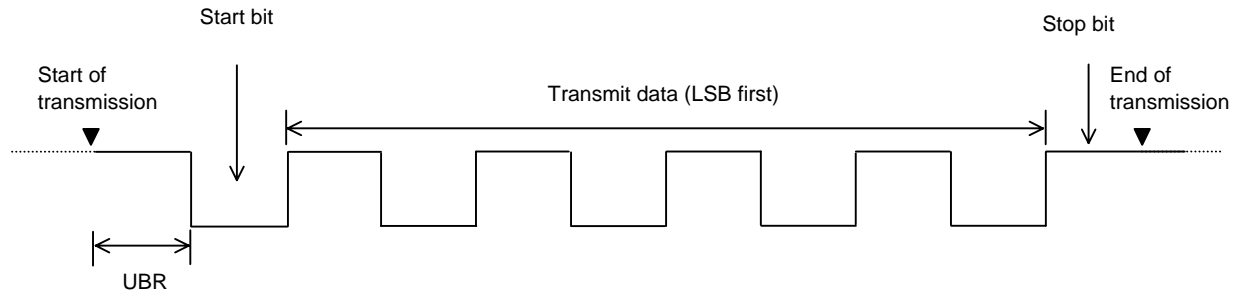 Start bit
Stop bit
Start of
transmission
End of
transmission
Transmit data (LSB first)
UBR